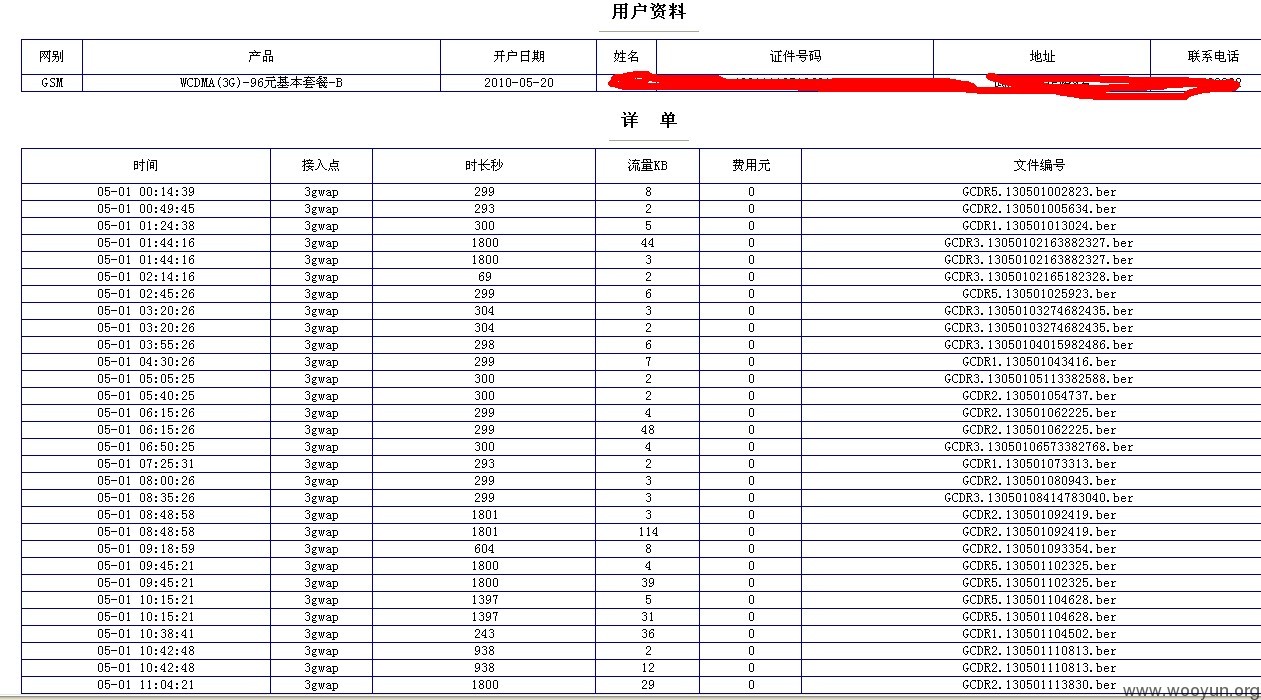 用户资料
网别 产品 开户日期 姓名 证件号码 地址 联系电话
GSM WCDMA(3G)-96元基本套餐-B 2010-05-20
详 单
时间 接入点 时长秒 流量KB 费用元 文件编号
05-01 00:14:39 3gwap 299 8 0 GCDR5.130501002823.ber
05-01 00:49:45 3gwap 293 2 0 GCDR2.130501005634.ber
05-01 01:24:38 3gwap 300 5 0 GCDR1.130501013024.ber
05-01 01:44:16 3gwap 1800 44 0 GCDR3.13050102163882327.ber
05-01 01:44:16 3gwap 1800 3 0 GCDR3.13050102163882327.ber
05-01 02:14:16 3gwap 69 2 0 GCDR3.13050102165182328.ber
05-01 02:45:26 3gwap 299 6 0 GCDR5.130501025923.ber
05-01 03:20:26 3gwap 304 3 0 GCDR3.13050103274682435.ber
05-01 03:20:26 3gwap 304 2 0 GCDR3.13050103274682435.ber
05-01 03:55:26 3gwap 298 6 0 GCDR3.13050104015982486.ber
05-01 04:30:26 3gwap 299 7 0 GCDR1.130501043416.ber
05-01 05:05:25 3gwap 300 2 0 GCDR3.13050105113382588.ber
05-01 05:40:25 3gwap 300 2 0 GCDR2.130501054737.ber
05-01 06:15:26 3gwap 299 4 0 GCDR2.130501062225.ber
05-01 06:15:26 3gwap 299 48 0 GCDR2.130501062225.ber
05-01 06:50:25 3gwap 300 4 0 GCDR3.13050106573382768.ber
05-01 07:25:31 3gwap 293 2 0 GCDR1.130501073313.ber
05-01 08:00:26 3gwap 299 3 0 GCDR2.130501080943.ber
05-01 08:35:26 3gwap 299 3 0 GCDR3.13050108414783040.ber
05-01 08:48:58 3gwap 1801 3 0 GCDR2.130501092419.ber
05-01 08:48:58 3gwap 1801 114 0 GCDR2.130501092419.ber
05-01 09:18:59 3gwap 604 8 0 GCDR2.130501093354.ber
05-01 09:45:21 3gwap 1800 4 0 GCDR5.130501102325.ber
05-01 09:45:21 3gwap 1800 39 0 GCDR5.130501102325.ber
05-01 10:15:21 3gwap 1397 5 0 GCDR5.130501104628.ber
05-01 10:15:21 3gwap 1397 31 0 GCDR5.130501104628.ber
05-01 10:38:41 3gwap 243 36 0 GCDR1.130501104502.ber
05-01 10:42:48 3gwap 938 2 0 GCDR2.130501110813.ber
05-01 10:42:48 3gwap 938 12 0 GCDR2.130501110813.ber
05-01 11:04:21 3gwap 1800 29 0 GCDR2.130501113830.ber
www.wooyun.org